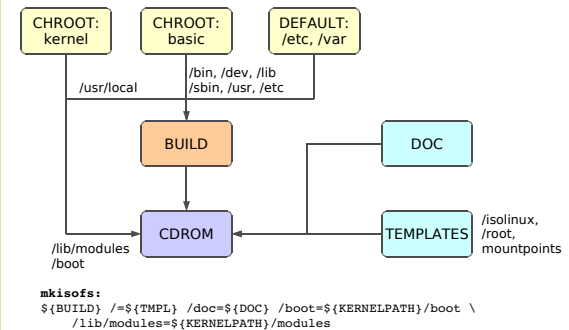 CHROOT:
kernel
CHROOT:
basic
DEFAULT:
/etc, /var
/usr/local
/bin, /dev, /lib
/sbin, /usr, /etc
BUILD
DOC
CDROM
TEMPLATES
/isolinux,
/root,
mountpoints
/lib/modules
/boot
mkisofs:
${BUILD} /=${TMPL} /doc=${DOC} /boot=${KERNELPATH}/boot \
/lib/modules=${KERNELPATH}/modules